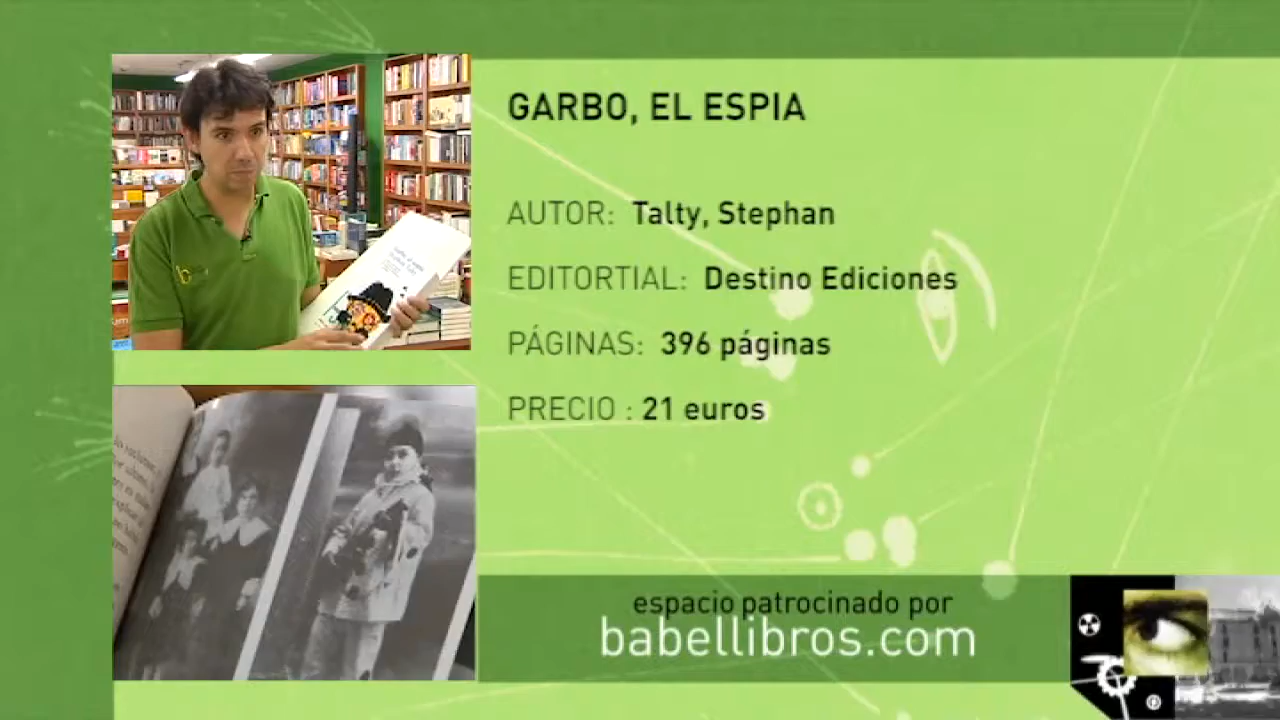 GARBO, EL ESPIA
AUTOR: Talty, Stephan
EDITORTIAL: Destino Ediciones
PÁGINAS: 396 páginas
PRECIO : 21 euros
espacio patrocinado por
babellibros.com